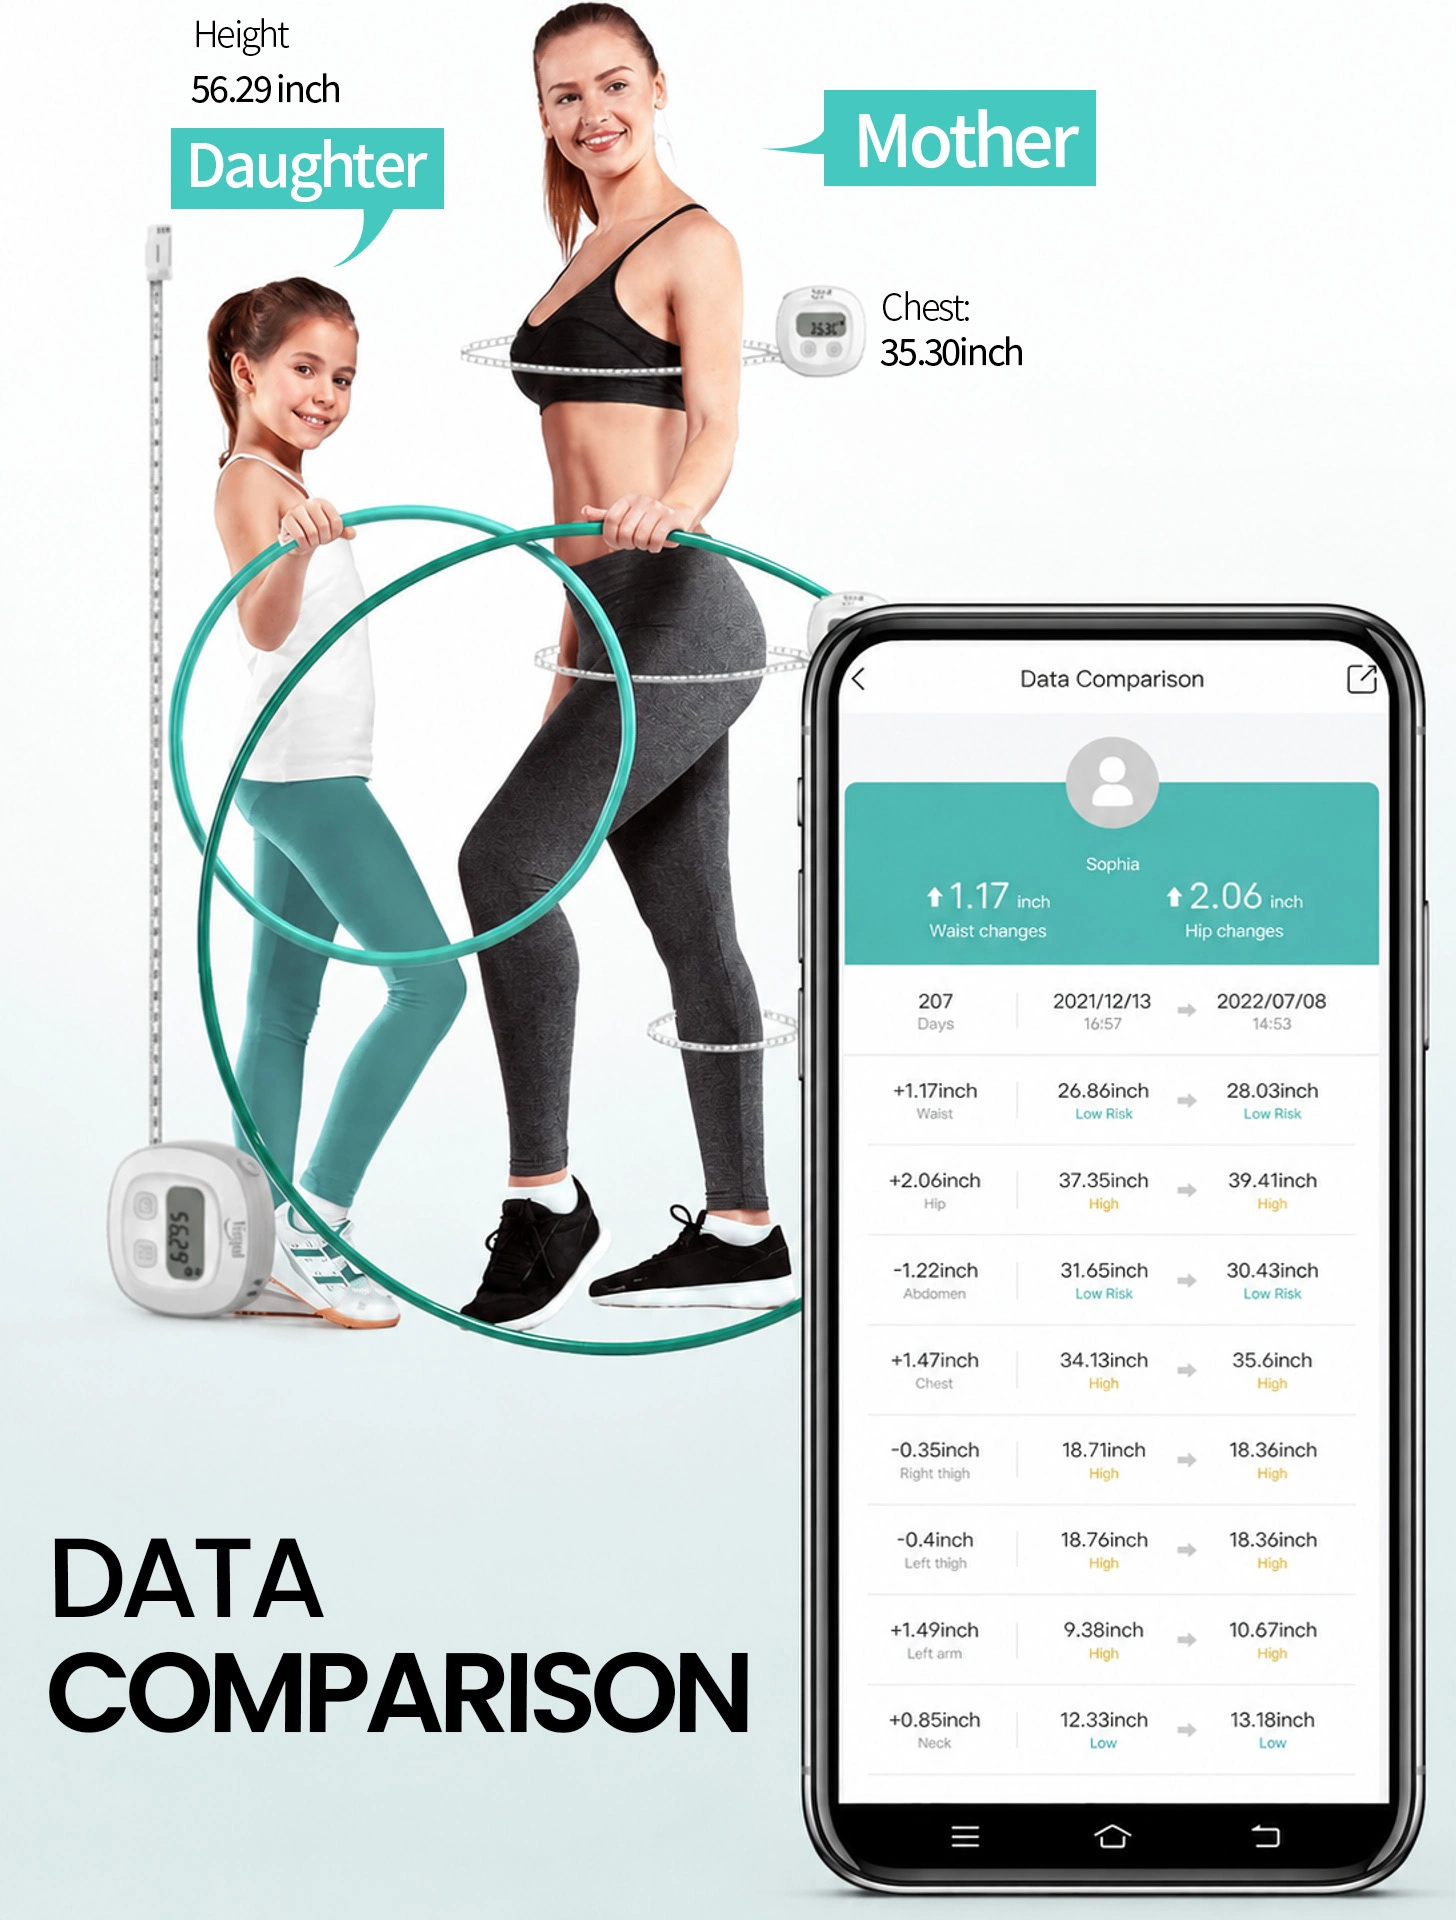 Height
56.29 inch
Daughter
Mother
Chest:
35.30inch
56.29
Data Comparison
Sophia
1.17 inch
2.06 inch
Waist changes
Hip changes
207
2021/12/13
2022/07/08
Days
16:57
14:53
+1.17inch
26.86inch
28.03inch
Waist
Low Risk
Low Risk
+2.06inch
37.35inch
39.41inch
Hip
High
High
-1.22inch
31.65inch
30.43inch
Abdomen
Low Risk
Low Risk
+1.47inch
34.13inch
35.6inch
Chest
High
High
-0.35inch
18.71inch
18.36inch
Right thigh
High
High
-0.4inch
18.76inch
18.36inch
Left thigh
High
High
+1.49inch
9.38inch
10.67inch
Left arm
High
High
+0.85inch
12.33inch
13.18inch
Neck
Low
Low
DATA
COMPARISON